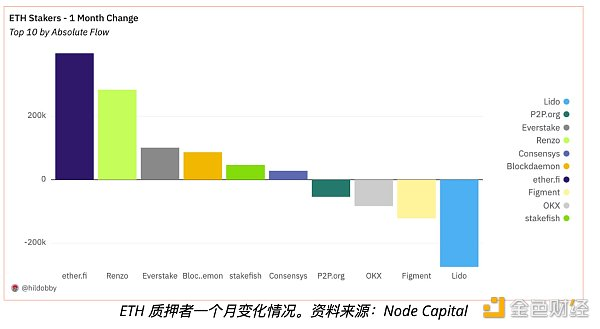 ETH Stakers - 1 Month Change
Top 10 by Absolute Flow
200k
0
-200k
ether.fi
Renzo
Everstake
Bloc..emon
stakefish
Consensys
P2P.org
OKX
Figment
Lido
Lido
P2P.org
Everstake
Renzo
Consensys
Blockdaemon
ether.fi
Figment
OKX
stakefish
@hildobby
ETH 质押者一个月变化情况。资料来源：Node Capital
金色财经